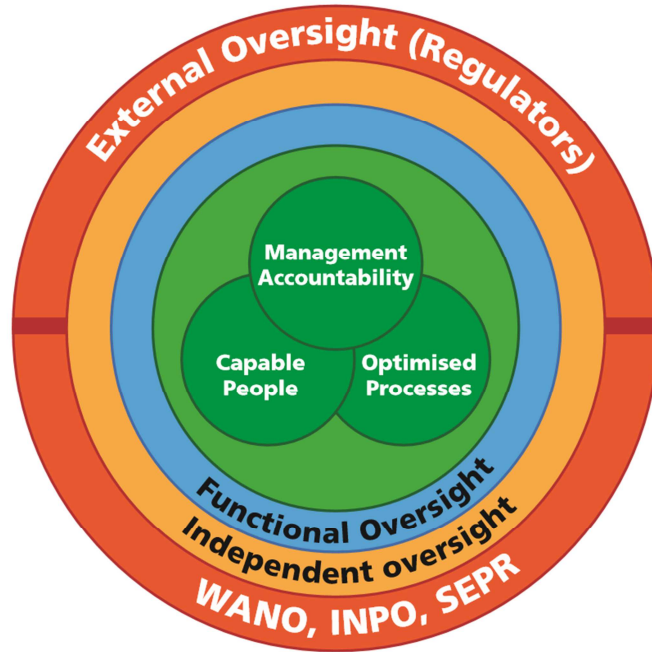 External Oversight (Regulators)
Management
Accountability
Capable
People
Optimised
Processes
Functional Oversight
Independent oversight
WANO, INPO, SEPR